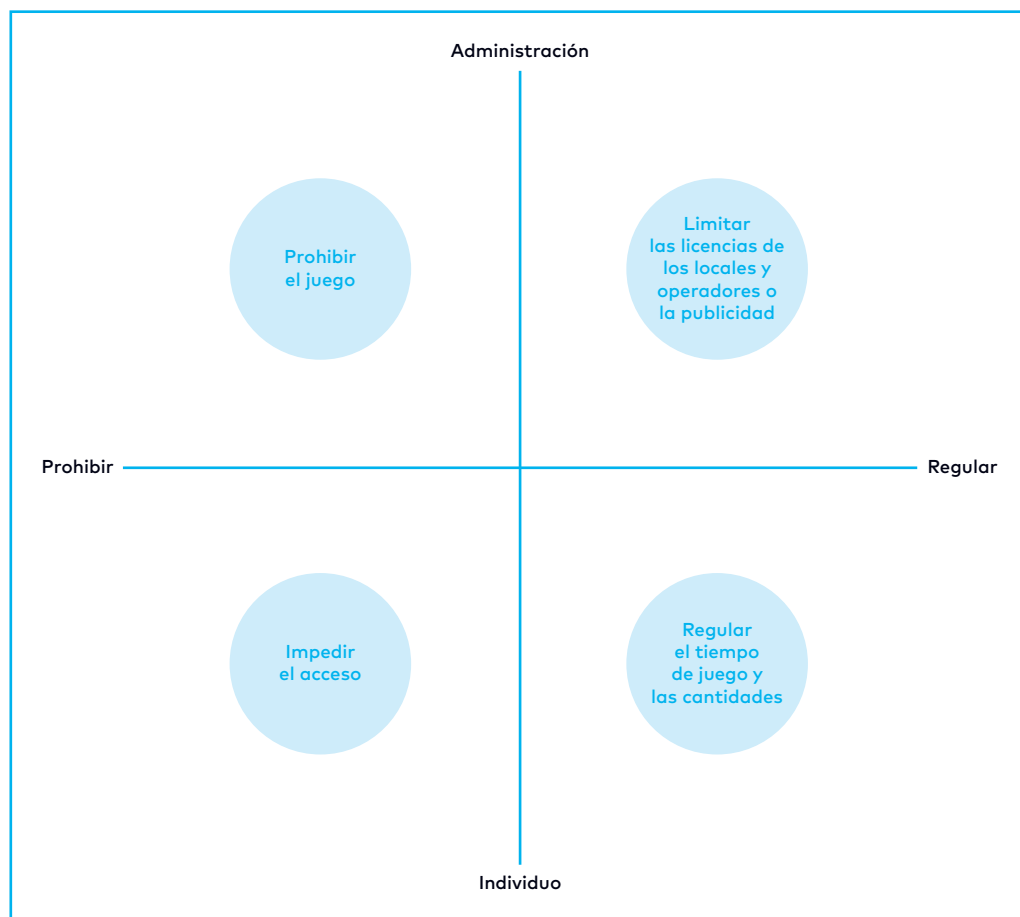 Administración
Prohibir
el juego
Limitar
las licencias de
los locales y
operadores o
la publicidad
Prohibir
Regular
Impedir
el acceso
Regular
el tiempo
de juego y
las cantidades
Individuo